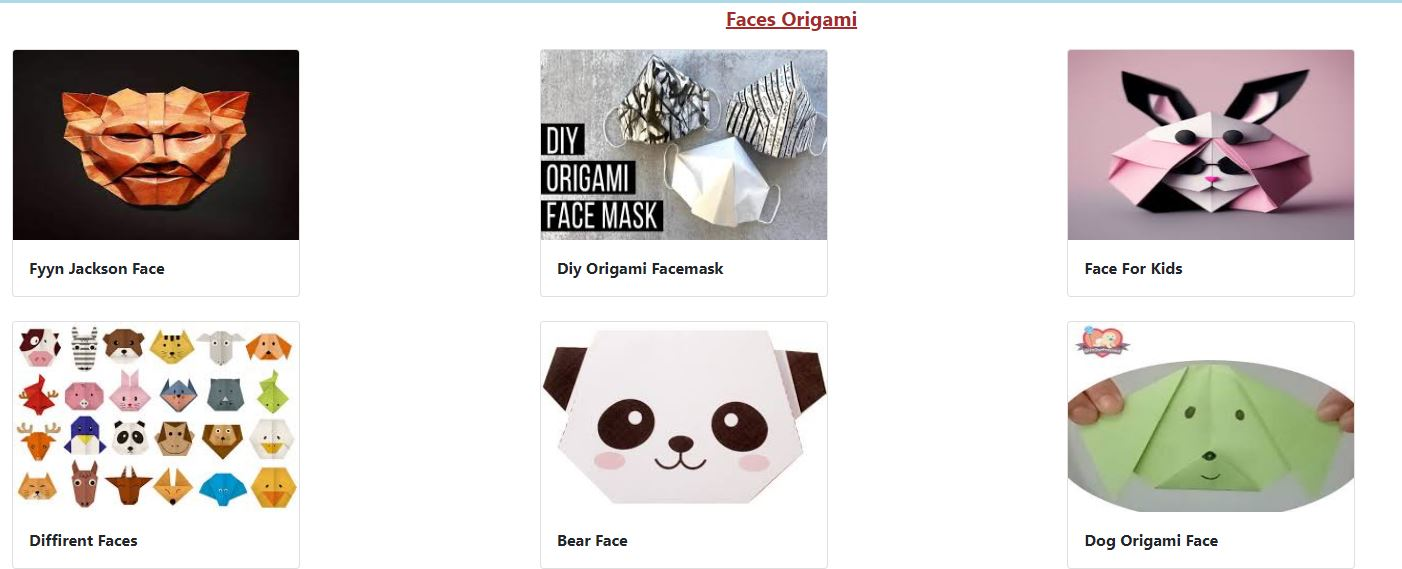 Faces Origami
DIY
ORIGAMI
FACE MASK
Fyyn Jackson Face
Diy Origami Facemask
Face For Kids
Diffirent Faces
Bear Face
Dog Origami Face